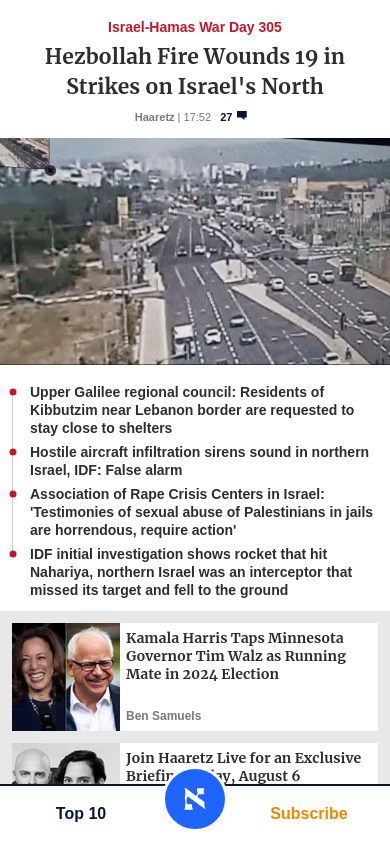 Israel-Hamas War Day 305
Hezbollah Fire Wounds 19 in
Strikes on Israel's North
Haaretz | 17:52 27
Upper Galilee regional council: Residents of
Kibbutzim near Lebanon border are requested to
stay close to shelters
Hostile aircraft infiltration sirens sound in northern
Israel, IDF: False alarm
Association of Rape Crisis Centers in Israel:
'Testimonies of sexual abuse of Palestinians in jails
are horrendous, require action'
IDF initial investigation shows rocket that hit
Nahariya, northern Israel was an interceptor that
missed its target and fell to the ground
Kamala Harris Taps Minnesota
Governor Tim Walz as Running
Mate in 2024 Election
Ben Samuels
Join Haaretz Live for an Exclusive
August 6
Top 10
Subscribe